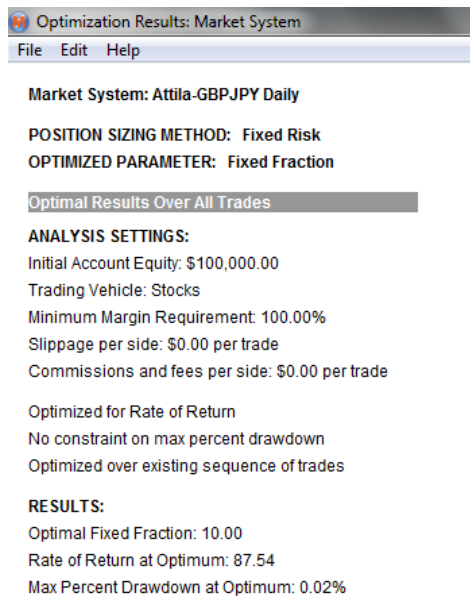 Optimization Results: Market System
File Edit Help
Market System: Attila-GBPJPY Daily
POSITION SIZING METHOD: Fixed Risk
OPTIMIZED PARAMETER: Fixed Fraction
Optimal Results Over All Trades
ANALYSIS SETTINGS:
Initial Account Equity: $100,000.00
Trading Vehicle: Stocks
Minimum Margin Requirement: 100.00%
Slippage per side: $0.00 per trade
Commissions and fees per side: $0.00 per trade
Optimized for Rate of Return
No constraint on max percent drawdown
Optimized over existing sequence of trades
RESULTS:
Optimal Fixed Fraction: 10.00
Rate of Return at Optimum: 87.54
Max Percent Drawdown at Optimum: 0.02%